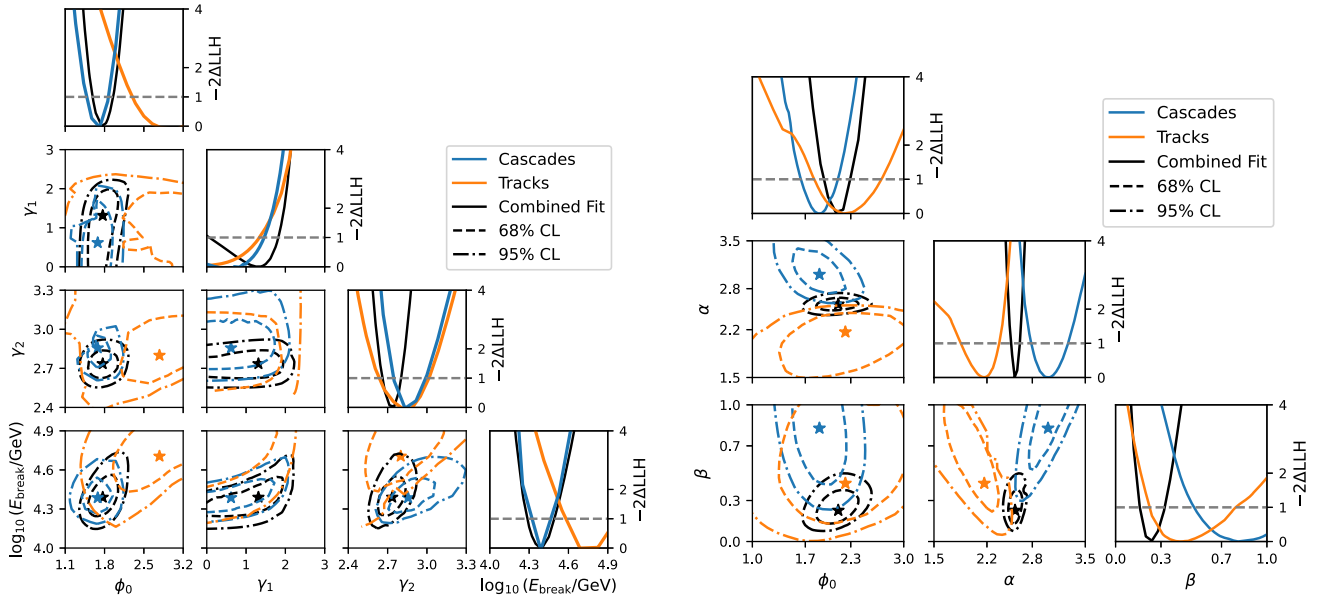 4
2
1
0
−2ΔLLH
3
2
1
0
γ1
4
2
1
0
−2ΔLLH
3.3
3.0
2.7
2.4
γ2
4
2
1
0
−2ΔLLH
4.9
4.6
4.3
4.0
log10 (Ebreak/GeV)
4
2
1
0
−2ΔLLH
1.1 1.8 2.5 3.2
ϕ0
0 1 2 3
γ1
2.4 2.7 3.0 3.3
γ2
4.0 4.3 4.6 4.9
log10 (Ebreak/GeV)
Cascades
Tracks
Combined Fit
68% CL
95% CL
4
2
1
0
−2ΔLLH
3.5
2.8
2.2
1.5
α
4
2
1
0
−2ΔLLH
1.0
0.7
0.3
0.0
β
4
2
1
0
−2ΔLLH
1.0 1.7 2.3 3.0
ϕ0
1.5 2.2 2.8 3.5
α
0.0 0.3 0.7 1.0
β
Cascades
Tracks
Combined Fit
68% CL
95% CL